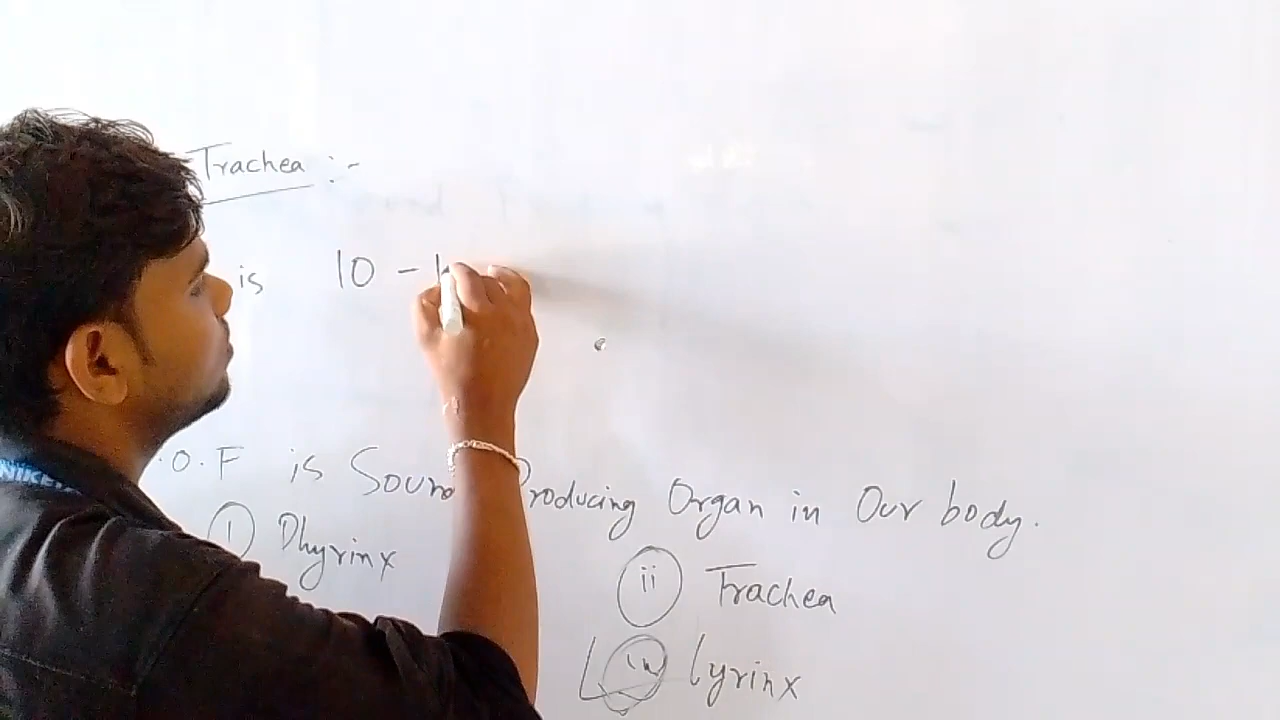 Trachea :-
is 10 -
.O.F is Sound Producing Organ in Our body.
i Dhyrinx
ii Trachea
iv lyrinx